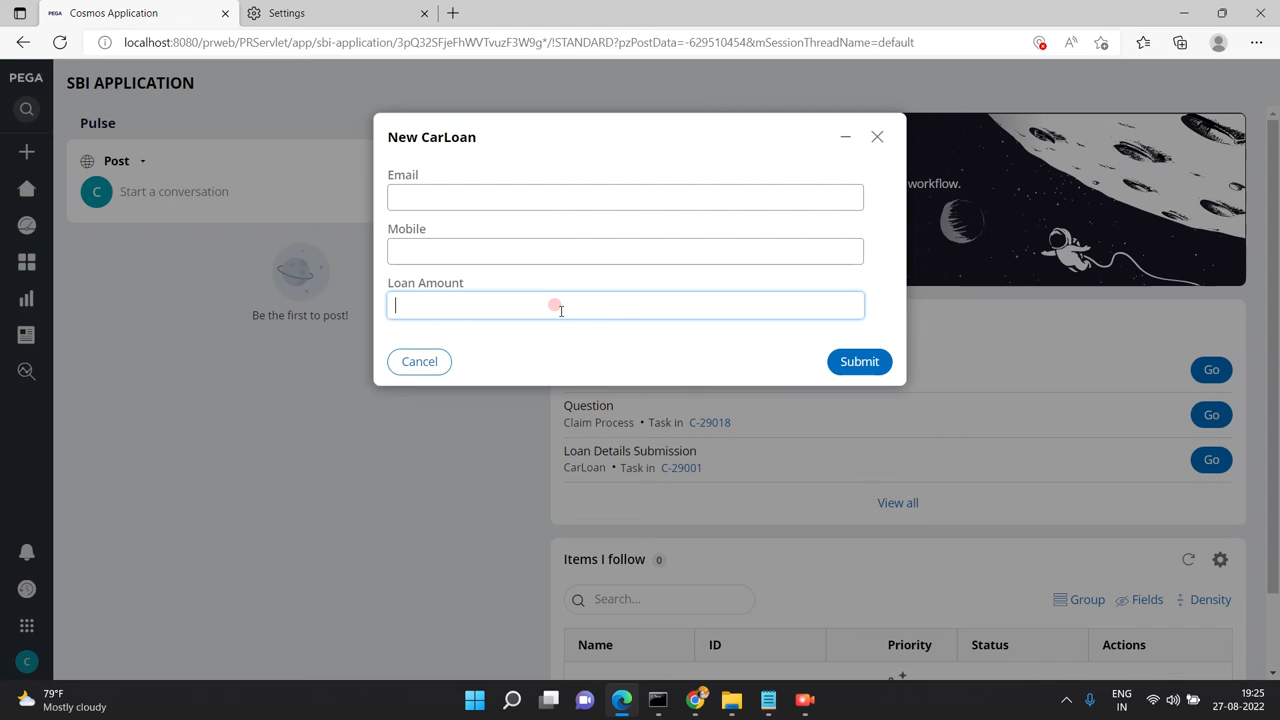 PEGA Cosmos Application
Settings
localhost:8080/prweb/PRServlet/app/sbi-application/3pQ32SFjeFhWVTvuzF3W9g*/!STANDARD?pzPostData=-629510454&mSessionThreadName=default
PEGA
SBI APPLICATION
Pulse
Post
C
Start a conversation
Be the first to post!
New CarLoan
Email
Mobile
Loan Amount
Cancel
Submit
workflow.
Go
Question
Claim Process • Task in C-29018
Go
Loan Details Submission
CarLoan • Task in C-29001
Go
View all
Items I follow 0
Search...
Group
Fields
Density
Name
ID
Priority
Status
Actions
C
79°F
Mostly cloudy
ENG
IN
19:25
27-08-2022